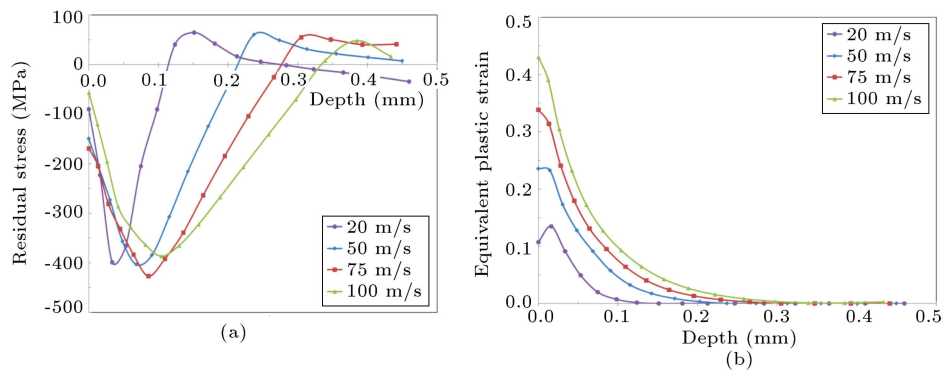 100
0
-100
-200
-300
-400
-500
0.0 0.1 0.2 0.3 0.4 0.5
Depth (mm)
Residual stress (MPa)
20 m/s
50 m/s
75 m/s
100 m/s
(a)
0.5
0.4
0.3
0.2
0.1
0.0
0.0 0.1 0.2 0.3 0.4 0.5
Depth (mm)
Equivalent plastic strain
20 m/s
50 m/s
75 m/s
100 m/s
(b)